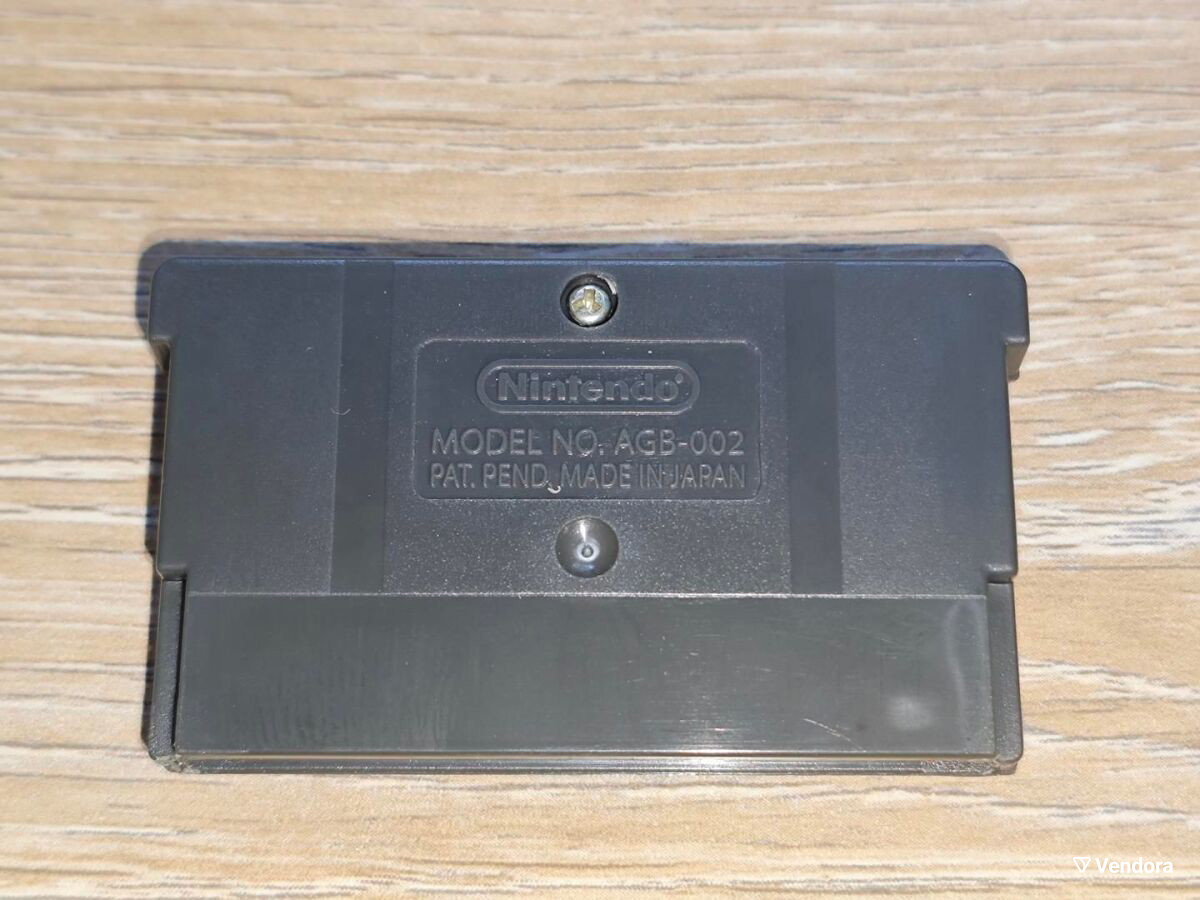 Nintendo®
MODEL NO. AGB-002
PAT. PEND. MADE IN JAPAN
Vendora